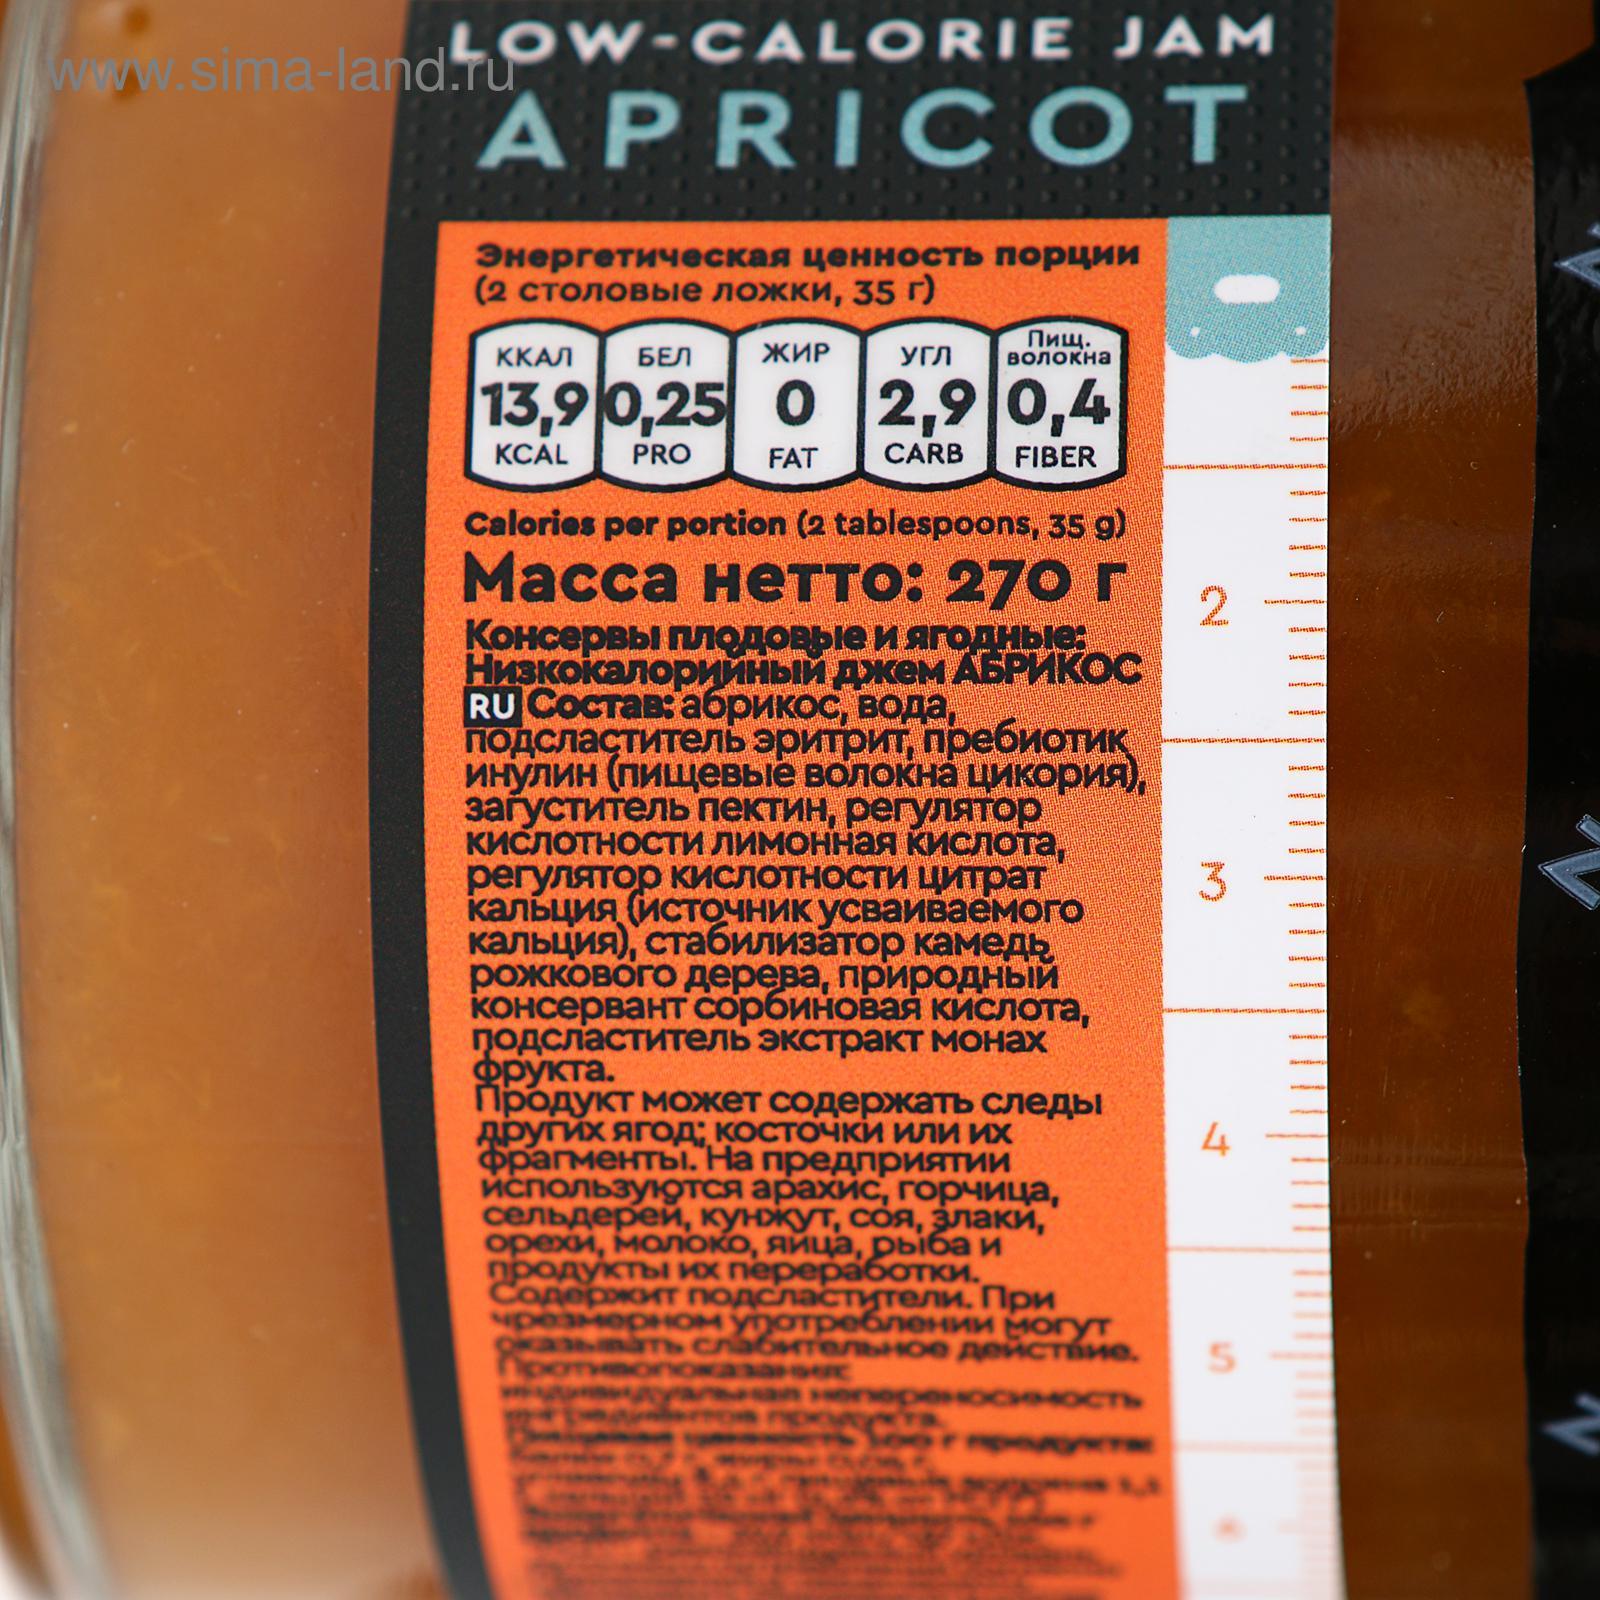 www.sima-land.ru
LOW-CALORIE JAM
APRICOT
Энергетическая ценность порции
(2 столовые ложки, 35 г)
ККАЛ БЕЛ ЖИР УГЛ Пищ. волокна
13,9 0,25 0 2,9 0,4
KCAL PRO FAT CARB FIBER
Calories per portion (2 tablespoons, 35 g)
Масса нетто: 270 г
Консервы плодовые и ягодные:
Низкокалорийный джем АБРИКОС
RU Состав: абрикос, вода,
подсластитель эритрит, пребиотик
инулин (пищевые волокна цикория),
загуститель пектин, регулятор
кислотности лимонная кислота,
регулятор кислотности цитрат
кальция (источник усваиваемого
кальция), стабилизатор камедь
рожкового дерева, природный
консервант сорбиновая кислота,
подсластитель экстракт монах
фрукта.
Продукт может содержать следы
других ягод; косточки или их
фрагменты. На предприятии
используются арахис, горчица,
сельдерей, кунжут, соя, злаки,
орехи, молоко, яйца, рыба и
продукты их переработки.
Содержит подсластители. При
чрезмерном употреблении могут
оказывать слабительное действие.
Противопоказания:
индивидуальная непереносимость
ингредиентов продукта.
Пищевая ценность 100 г продукта:
2
3
4
5
6